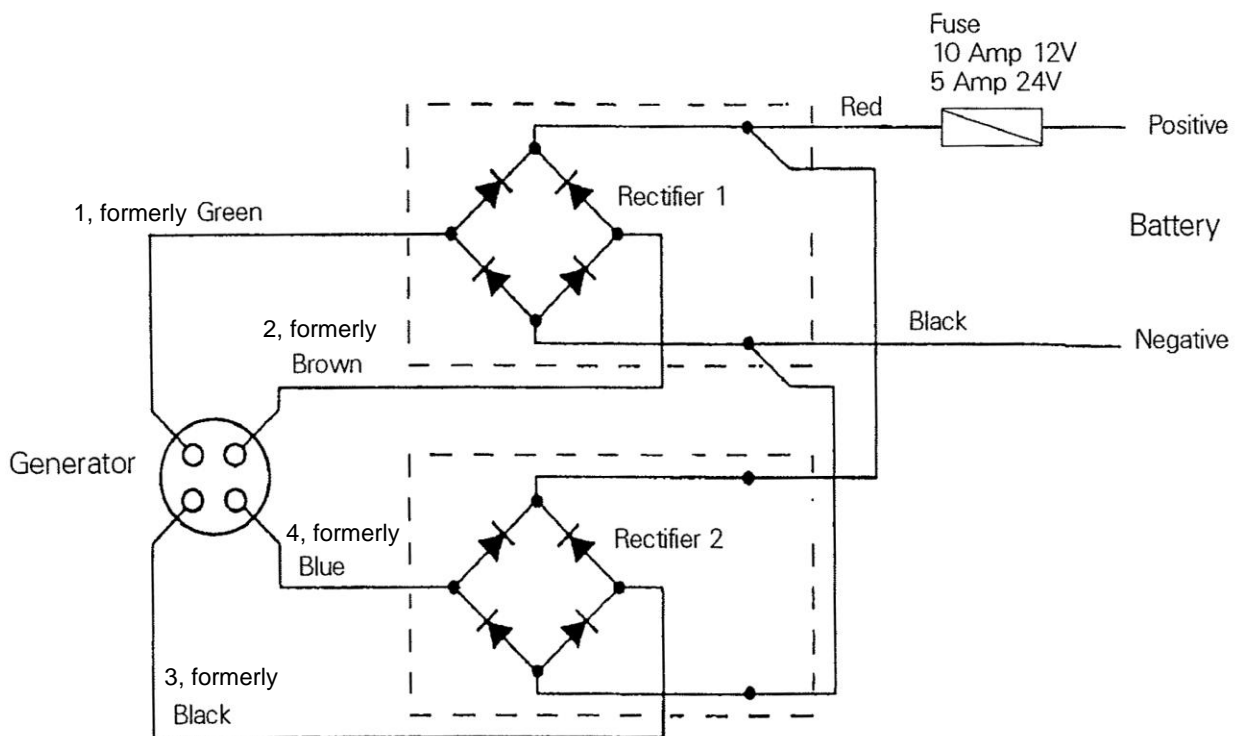 Fuse
10 Amp 12V
5 Amp 24V
Red
Positive
Rectifier 1
1, formerly Green
Battery
2, formerly
Brown
Black
Negative
Generator
4, formerly
Blue
Rectifier 2
3, formerly
Black